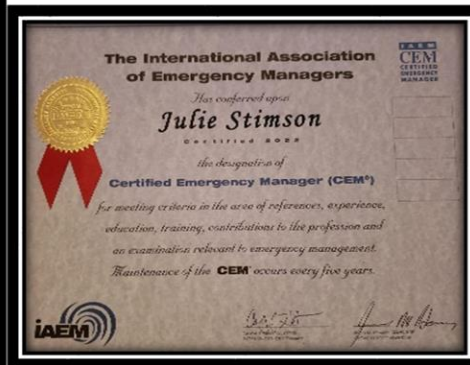 The International Association
of Emergency Managers
Has conferred upon
Julie Stimson
Certified 2022
the designation of
Certified Emergency Manager (CEM®)
for meeting criteria in the area of references, experience,
education, training, contributions to the profession and
an examination relevant to emergency management.
Maintenance of the CEM® occurs every five years.
IAEM
CEM
CERTIFIED
EMERGENCY
MANAGER
iAEM